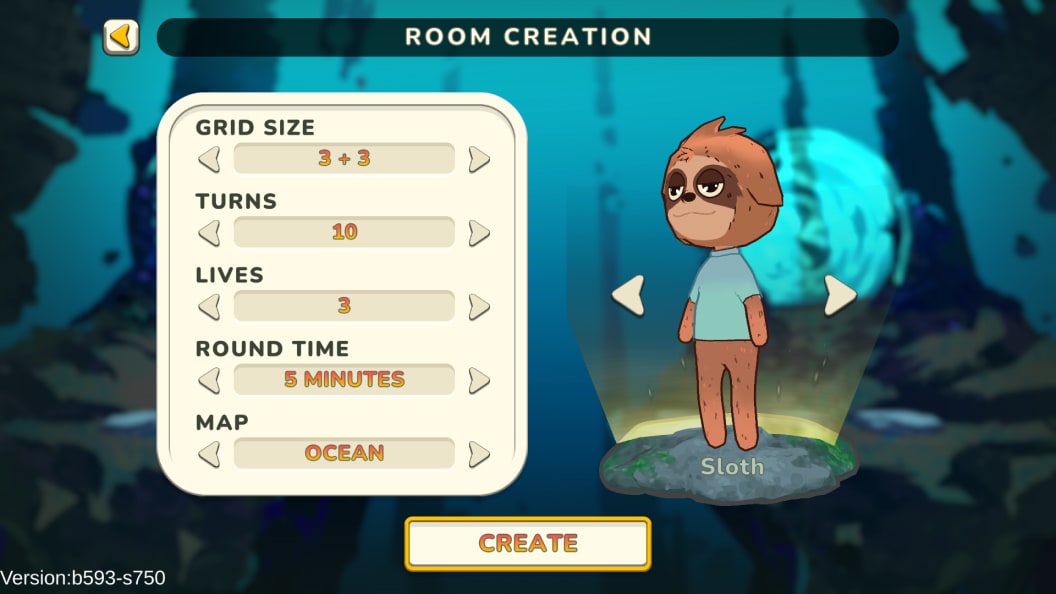 ROOM CREATION
GRID SIZE
3 + 3
TURNS
10
LIVES
3
ROUND TIME
5 MINUTES
MAP
OCEAN
Sloth
CREATE
Version:b593-s750